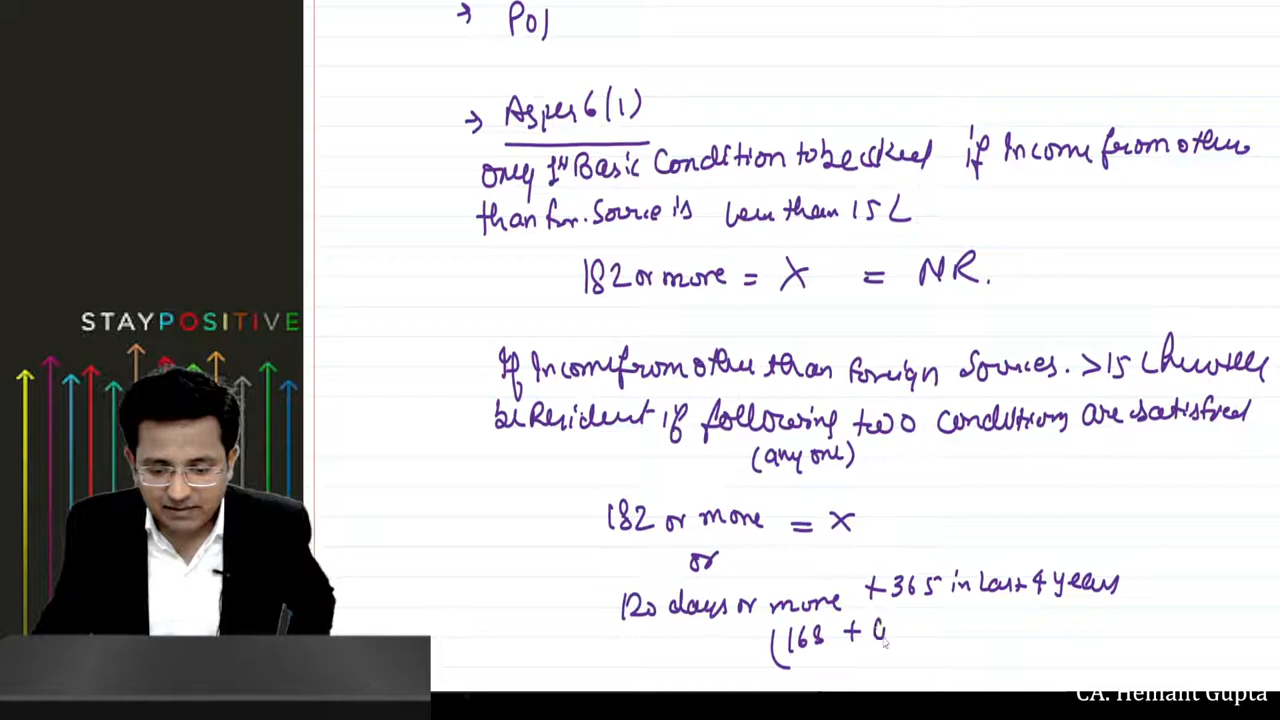 → Poj
→ As per 6(1)
only 1st Basic Condition to be if Income from other
than for. Source is less than 15 L
182 or more = X = NR.
If Income from other than Foreign Sources. >15 L he will
be Resident if following two conditions are satisfied
(any one)
182 or more = X
or
120 days or more + 365 in Last 4 years
(168 +
STAYPOSITIVE
CA. Hemant Gupta